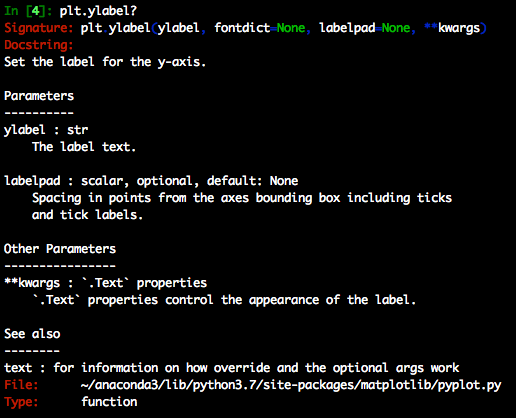 In [4]: plt.ylabel?
Signature: plt.ylabel(ylabel, fontdict=None, labelpad=None, **kwargs)
Docstring:
Set the label for the y-axis.

Parameters
----------
ylabel : str
    The label text.

labelpad : scalar, optional, default: None
    Spacing in points from the axes bounding box including ticks
    and tick labels.

Other Parameters
----------------
**kwargs : `.Text` properties
    `.Text` properties control the appearance of the label.

See also
--------
text : for information on how override and the optional args work
File:      ~/anaconda3/lib/python3.7/site-packages/matplotlib/pyplot.py
Type:      function